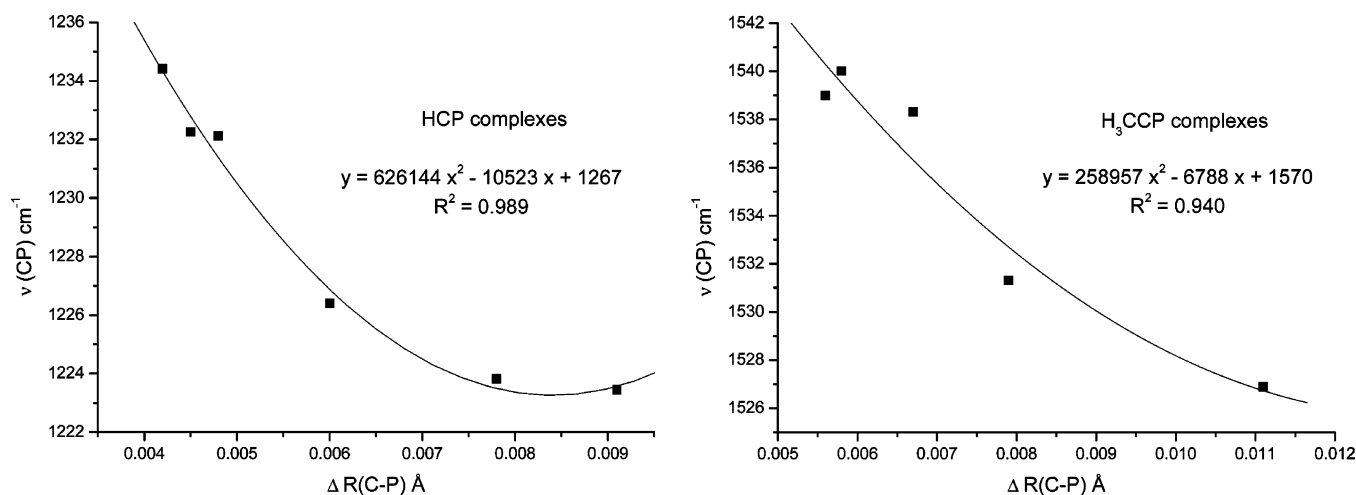 1236
1234
1232
1230
1228
1226
1224
1222
ν (CP) cm⁻¹
HCP complexes
y = 626144 x² - 10523 x + 1267
R² = 0.989
0.004 0.005 0.006 0.007 0.008 0.009
Δ R(C-P) Å
1542
1540
1538
1536
1534
1532
1530
1528
1526
ν (CP) cm⁻¹
H₃CCP complexes
y = 258957 x² - 6788 x + 1570
R² = 0.940
0.005 0.006 0.007 0.008 0.009 0.010 0.011 0.012
Δ R(C-P) Å